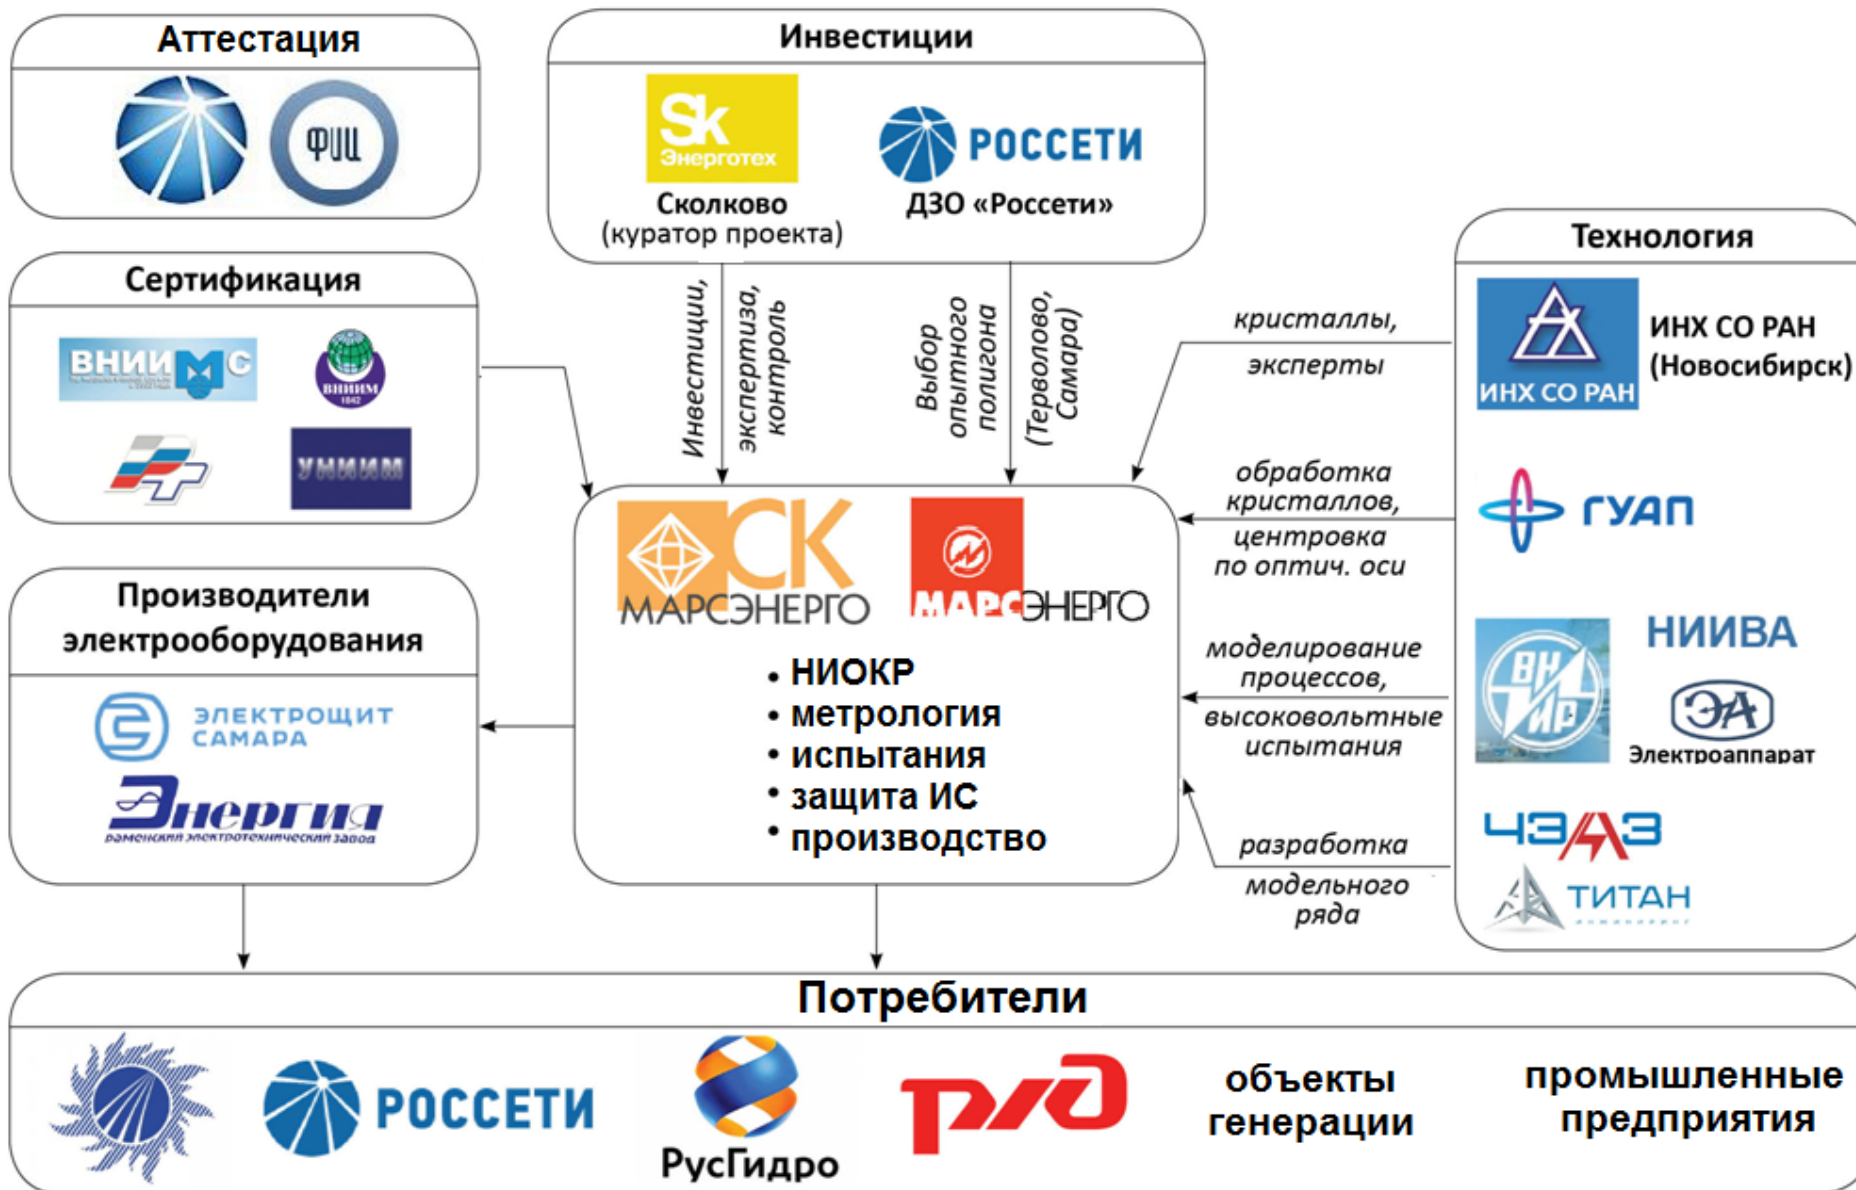 Аттестация
ФИЦ
Инвестиции
Sk
Энерготех
Сколково
(куратор проекта)
РОССЕТИ
ДЗО «Россети»
Сертификация
ВНИИМС
ВНИИМ
1842
УНИИМ
Инвестиции,
экспертиза,
контроль
Выбор
опытного
полигона
(Терволово,
Самара)
Технология
ИНХ СО РАН
ИНХ СО РАН
(Новосибирск)
кристаллы,
эксперты
ГУАП
обработка
кристаллов,
центровка
по оптич. оси
ВНИИР
НИИВА
ЭА
Электроаппарат
моделирование
процессов,
высоковольтные
испытания
ЧЭАЗ
ТИТАН
разработка
модельного
ряда
СК
МАРСЭНЕРГО
МАРСЭНЕРГО
• НИОКР
• метрология
• испытания
• защита ИС
• производство
Производители
электрооборудования
ЭЛЕКТРОЩИТ
САМАРА
Энергия
РАМЕНСКИЙ ЭЛЕКТРОТЕХНИЧЕСКИЙ ЗАВОД
Потребители
РОССЕТИ
РусГидро
РЖД
объекты
генерации
промышленные
предприятия